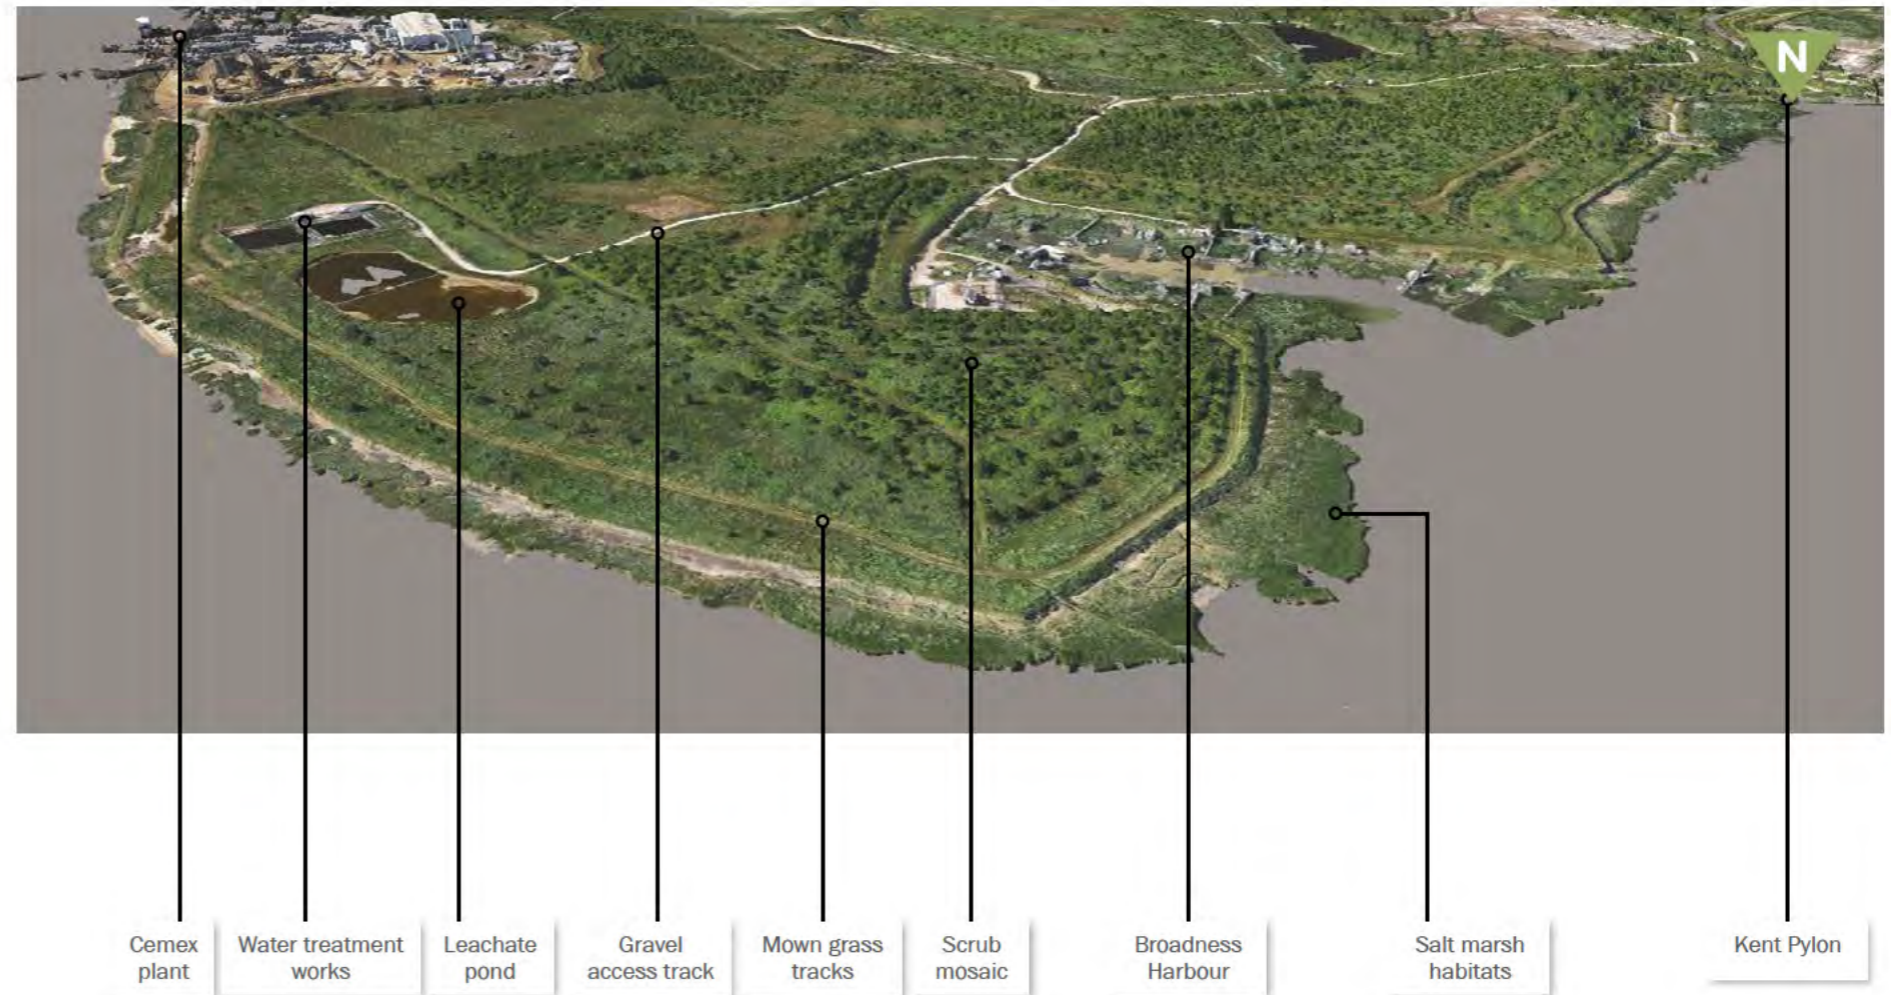 N
Cemex
plant
Water treatment
works
Leachate
pond
Gravel
access track
Mown grass
tracks
Scrub
mosaic
Broadness
Harbour
Salt marsh
habitats
Kent Pylon